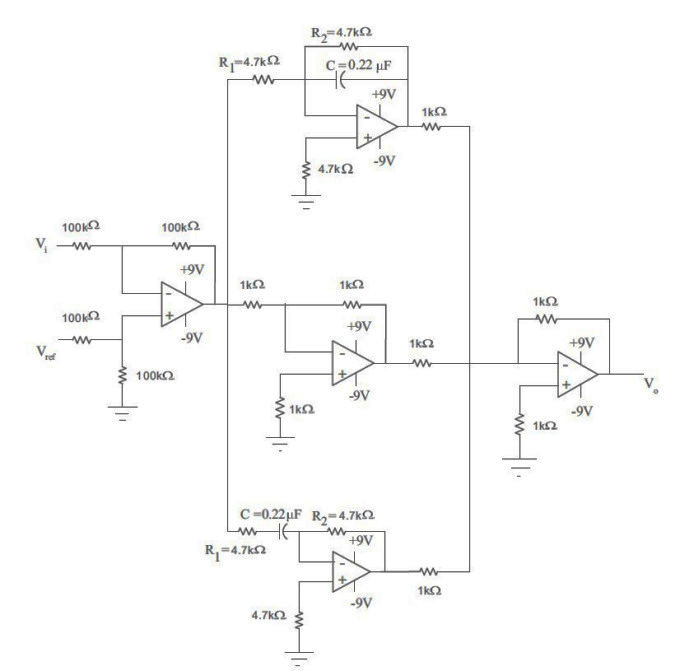 R2=4.7kΩ
R1=4.7kΩ
C=0.22 µF
+9V
1kΩ
-
+
-9V
4.7kΩ
100kΩ
100kΩ
Vi
+9V
-
+
1kΩ
1kΩ
1kΩ
100kΩ
-9V
+9V
+9V
Vref
1kΩ
-
-
100kΩ
+
+
Vo
-9V
-9V
1kΩ
1kΩ
C =0.22µF
R2=4.7kΩ
+9V
R1=4.7kΩ
-
+
1kΩ
-9V
4.7kΩ